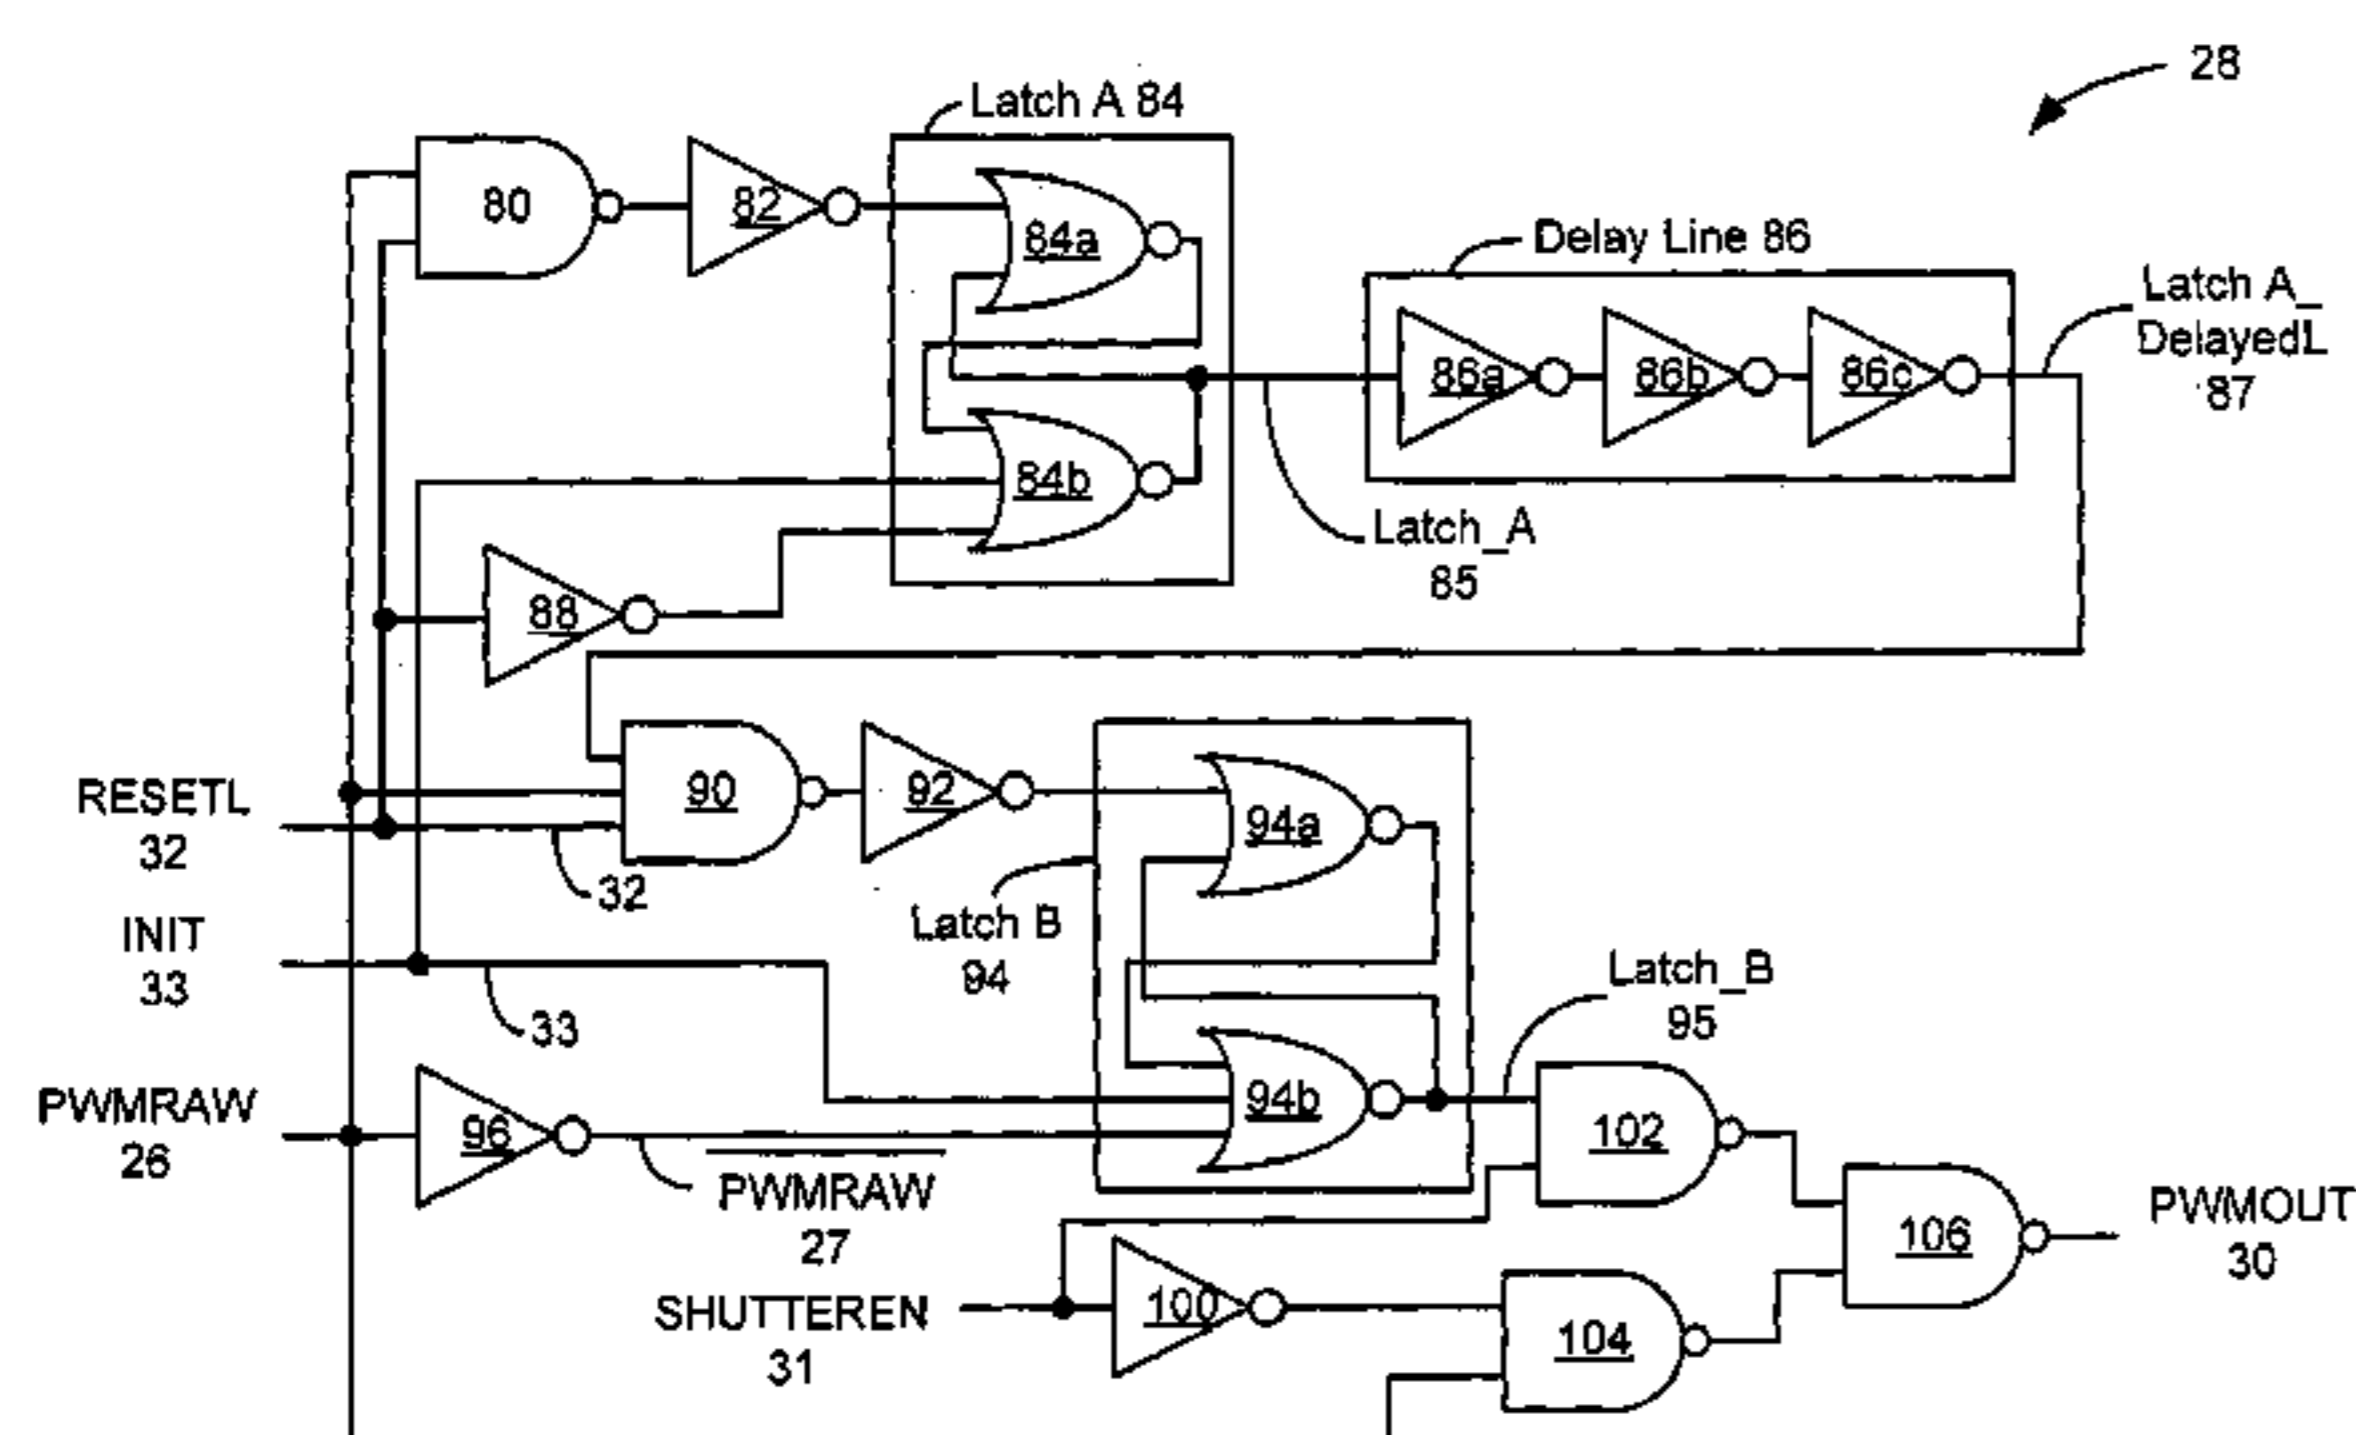 28
Latch A 84
80
82
84a
Delay Line 86
Latch A_
DelayedL
87
86a
86b
86c
84b
Latch_A
85
88
RESETL
32
90
92
94a
32
Latch B
94
INIT
33
33
Latch_B
95
PWMRAW
26
96
94b
102
PWMRAW
27
PWMOUT
30
106
SHUTTEREN
31
100
104